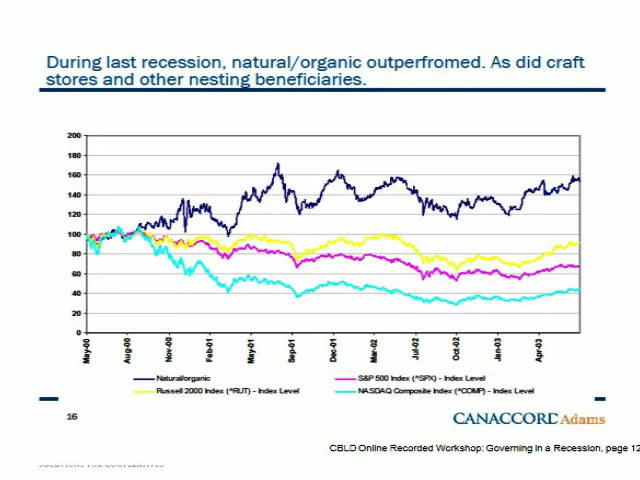 During last recession, natural/organic outperfromed. As did craft
stores and other nesting beneficiaries.
200
180
160
140
120
100
80
60
40
20
0
May-00 Aug-00 Nov-00 Feb-01 May-01 Sep-01 Dec-01 Mar-02 Jul-02 Oct-02 Jan-03 Apr-03
Natural/organic S&P 500 Index (^SPX) - Index Level
Russell 2000 Index (^RUT) - Index Level NASDAQ Composite Index (^COMP) - Index Level
16
CANACCORD Adams
CBLD Online Recorded Workshop: Governing in a Recession, page 12
SOLUTIONS FOR COOPERATIVES